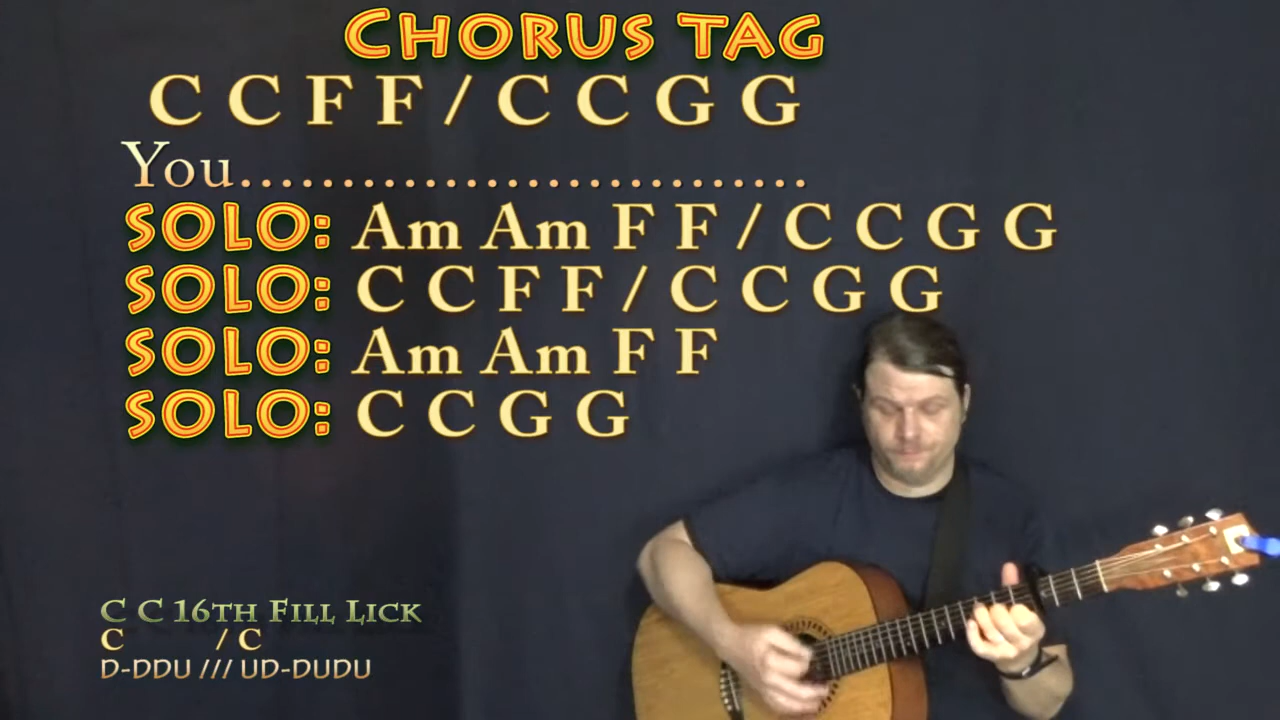 CHORUS TAG
C C F F / C C G G
You.................................
SOLO: Am Am F F / C C G G
SOLO: C C F F / C C G G
SOLO: Am Am F F
SOLO: C C G G
C C 16TH FILL LICK
C / C
D-DDU /// UD-DUDU